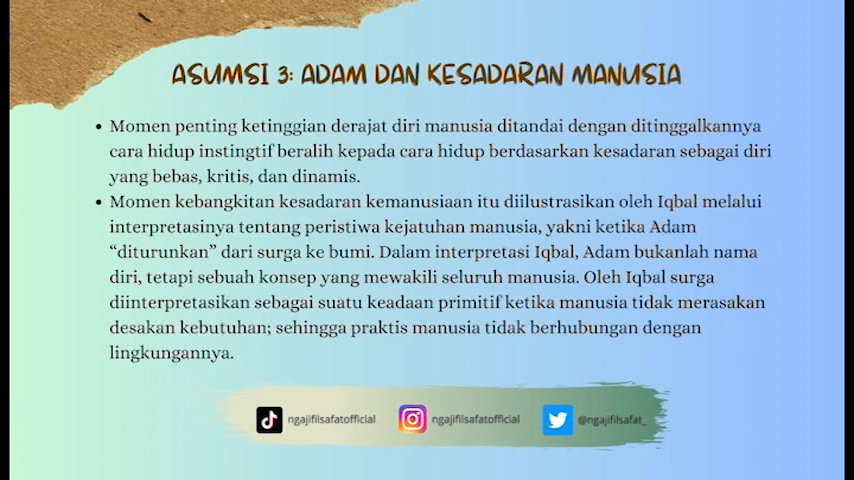 ASUMSI 3: ADAM DAN KESADARAN MANUSIA
• Momen penting ketinggian derajat diri manusia ditandai dengan ditinggalkannya
cara hidup instingtif beralih kepada cara hidup berdasarkan kesadaran sebagai diri
yang bebas, kritis, dan dinamis.
• Momen kebangkitan kesadaran kemanusiaan itu diilustrasikan oleh Iqbal melalui
interpretasinya tentang peristiwa kejatuhan manusia, yakni ketika Adam
“diturunkan” dari surga ke bumi. Dalam interpretasi Iqbal, Adam bukanlah nama
diri, tetapi sebuah konsep yang mewakili seluruh manusia. Oleh Iqbal surga
diinterpretasikan sebagai suatu keadaan primitif ketika manusia tidak merasakan
desakan kebutuhan; sehingga praktis manusia tidak berhubungan dengan
lingkungannya.
ngajifilsafatofficial ngajifilsafatofficial @ngajifilsafat_